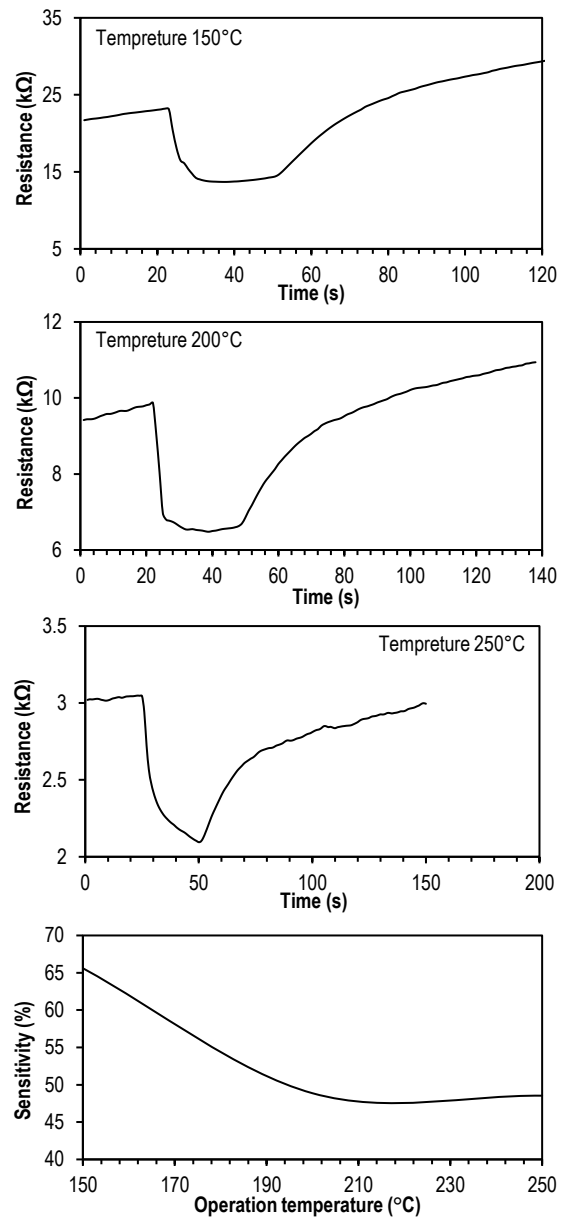 35
Tempreture 150°C
25
15
5
Resistance (kΩ)
0 20 40 60 80 100 120
Time (s)
12
Tempreture 200°C
10
8
6
Resistance (kΩ)
0 20 40 60 80 100 120 140
Time (s)
3.5
Tempreture 250°C
3
2.5
2
Resistance (kΩ)
0 50 100 150 200
Time (s)
70
65
60
55
50
45
40
Sensitivity (%)
150 170 190 210 230 250
Operation temperature (°C)